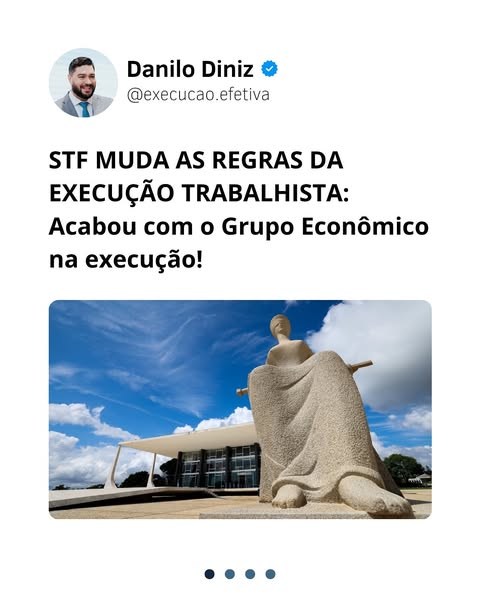 Danilo Diniz
@execucao.efetiva
STF MUDA AS REGRAS DA
EXECUÇÃO TRABALHISTA:
Acabou com o Grupo Econômico
na execução!